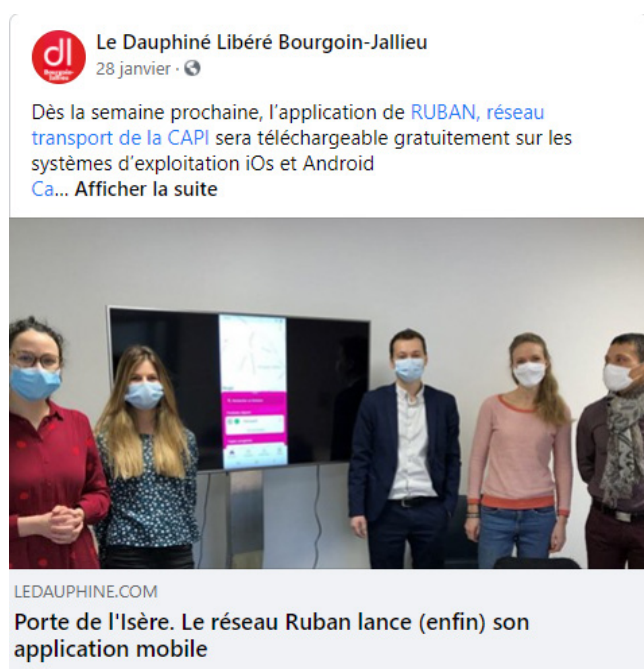 dl
Bourgoin-
Jallieu
Le Dauphiné Libéré Bourgoin-Jallieu
28 janvier ·
Dès la semaine prochaine, l'application de RUBAN, réseau
transport de la CAPI sera téléchargeable gratuitement sur les
systèmes d'exploitation iOs et Android
Ca... Afficher la suite
LEDAUPHINE.COM
Porte de l'Isère. Le réseau Ruban lance (enfin) son
application mobile